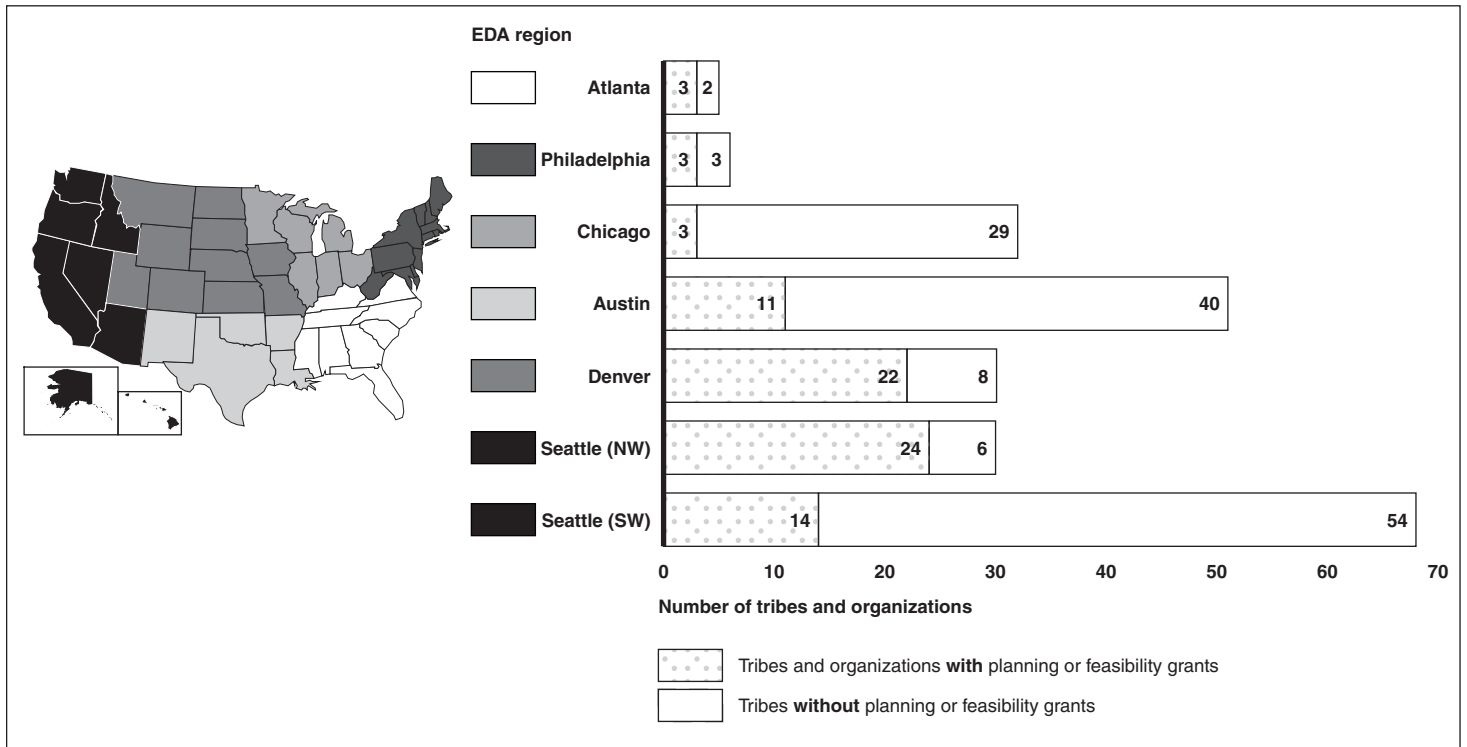 EDA region
Atlanta 3 2
Philadelphia 3 3
Chicago 3 29
Austin 11 40
Denver 22 8
Seattle (NW) 24 6
Seattle (SW) 14 54
0 10 20 30 40 50 60 70
Number of tribes and organizations
Tribes and organizations with planning or feasibility grants
Tribes without planning or feasibility grants